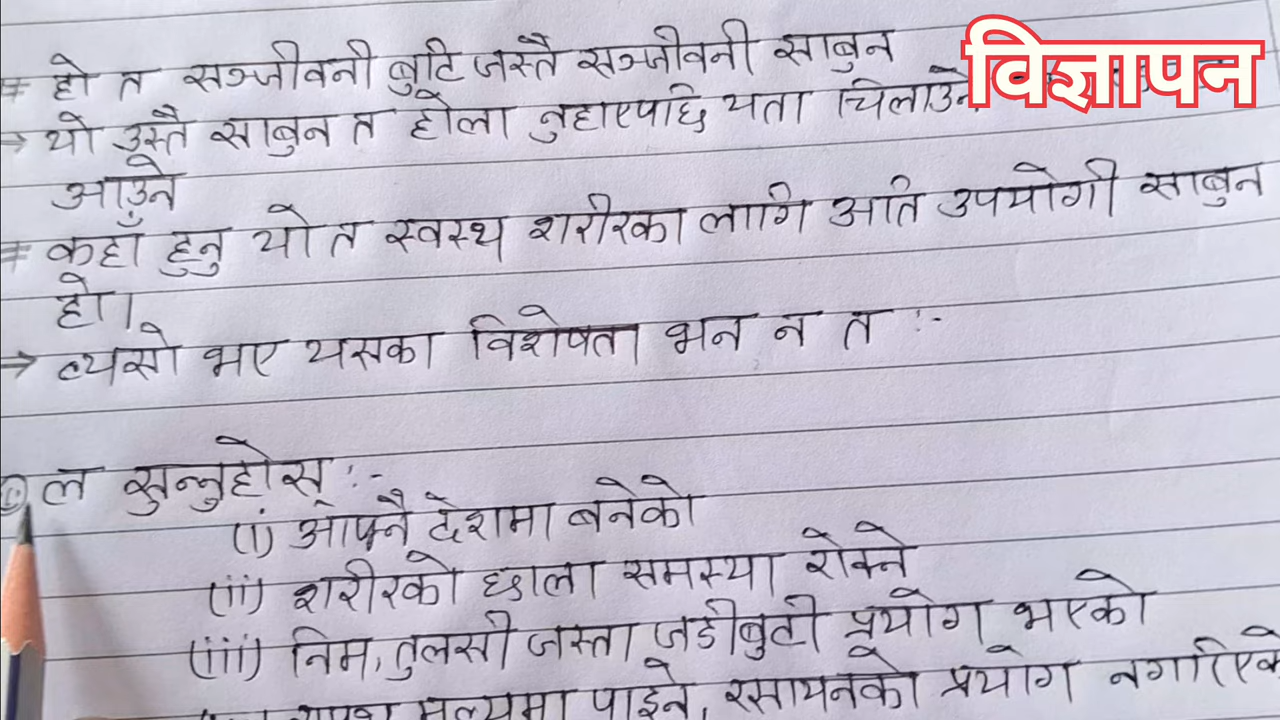 विज्ञापन
= हो त सञ्जीवनी बुटि जस्तै सञ्जीवनी साबुन
→ यो उस्तै साबुन त होला नुहाएपछि यता चिलाउने
आउँने
= कहाँ हुनु यो त स्वस्थ शरीरका लागि अति उपयोगी साबुन
हो।
→ त्यसो भए यसका विशेषता भन न त :-
ल सुन्नुहोस् :-
(i) आफ्नै देशमा बनेको
(ii) शरीरको छाला समस्या रोक्ने
(iii) निम, तुलसी जस्ता जडीबुटी प्रयोग भएको
मूल्यमा पाइने, रसायनको प्रयोग नगरिएको